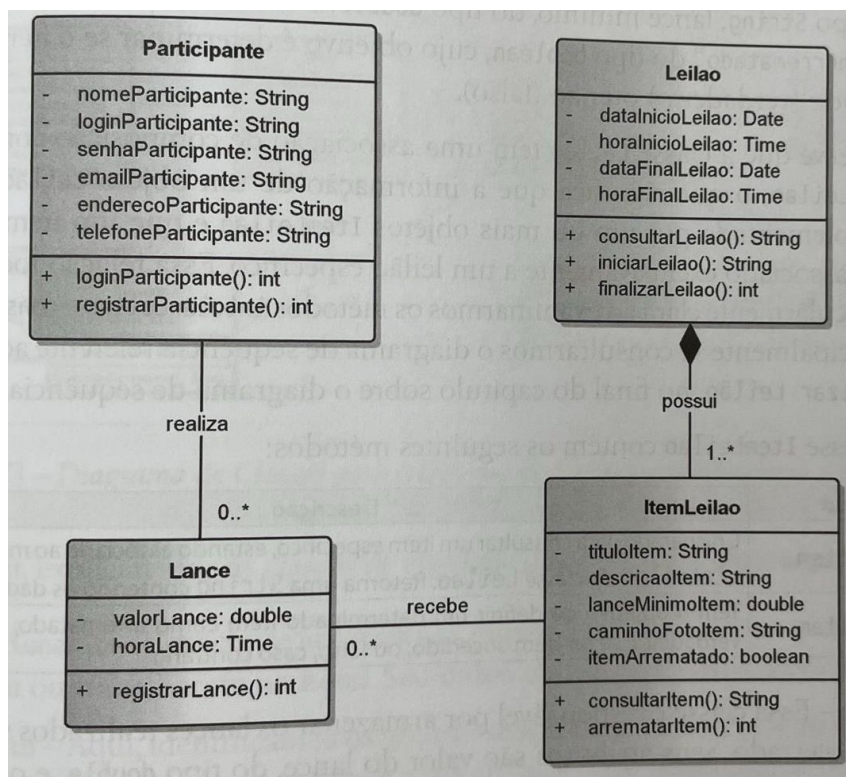 Participante
- nomeParticipante: String
- loginParticipante: String
- senhaParticipante: String
- emailParticipante: String
- enderecoParticipante: String
- telefoneParticipante: String
+ loginParticipante(): int
+ registrarParticipante(): int
Leilao
- dataInicioLeilao: Date
- horaInicioLeilao: Time
- dataFinalLeilao: Date
- horaFinalLeilao: Time
+ consultarLeilao(): String
+ iniciarLeilao(): String
+ finalizarLeilao(): int
realiza
0..*
possui
1..*
Lance
- valorLance: double
- horaLance: Time
+ registrarLance(): int
recebe
0..*
ItemLeilao
- tituloItem: String
- descricaoItem: String
- lanceMinimoItem: double
- caminhoFotoItem: String
- itemArrematado: boolean
+ consultarItem(): String
+ arrematarItem(): int